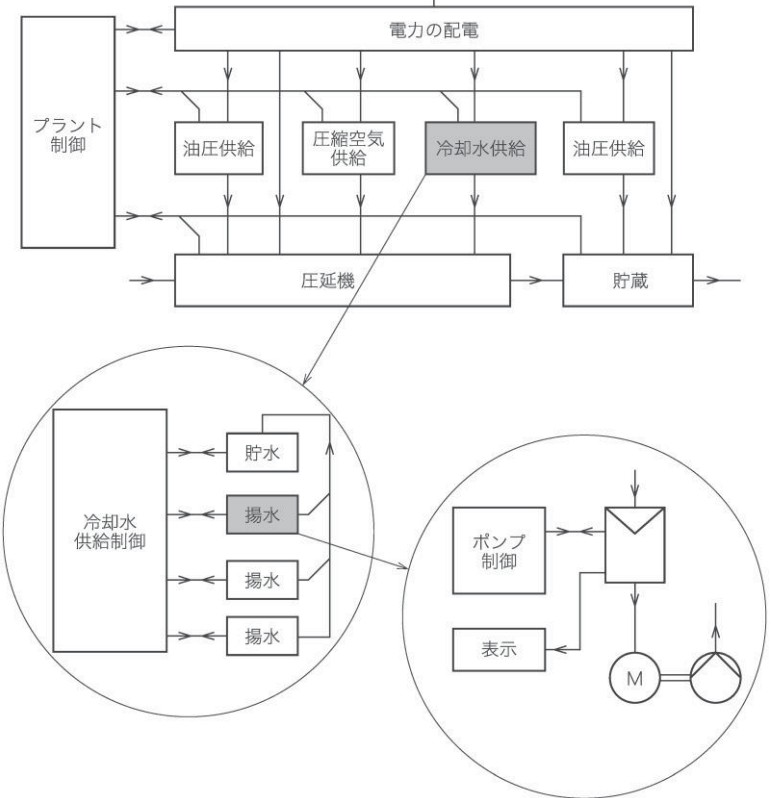 電力の配電
プラント
制御
油圧供給
圧縮空気
供給
冷却水供給
油圧供給
圧延機
貯蔵
冷却水
供給制御
貯水
揚水
揚水
揚水
ポンプ
制御
表示
M